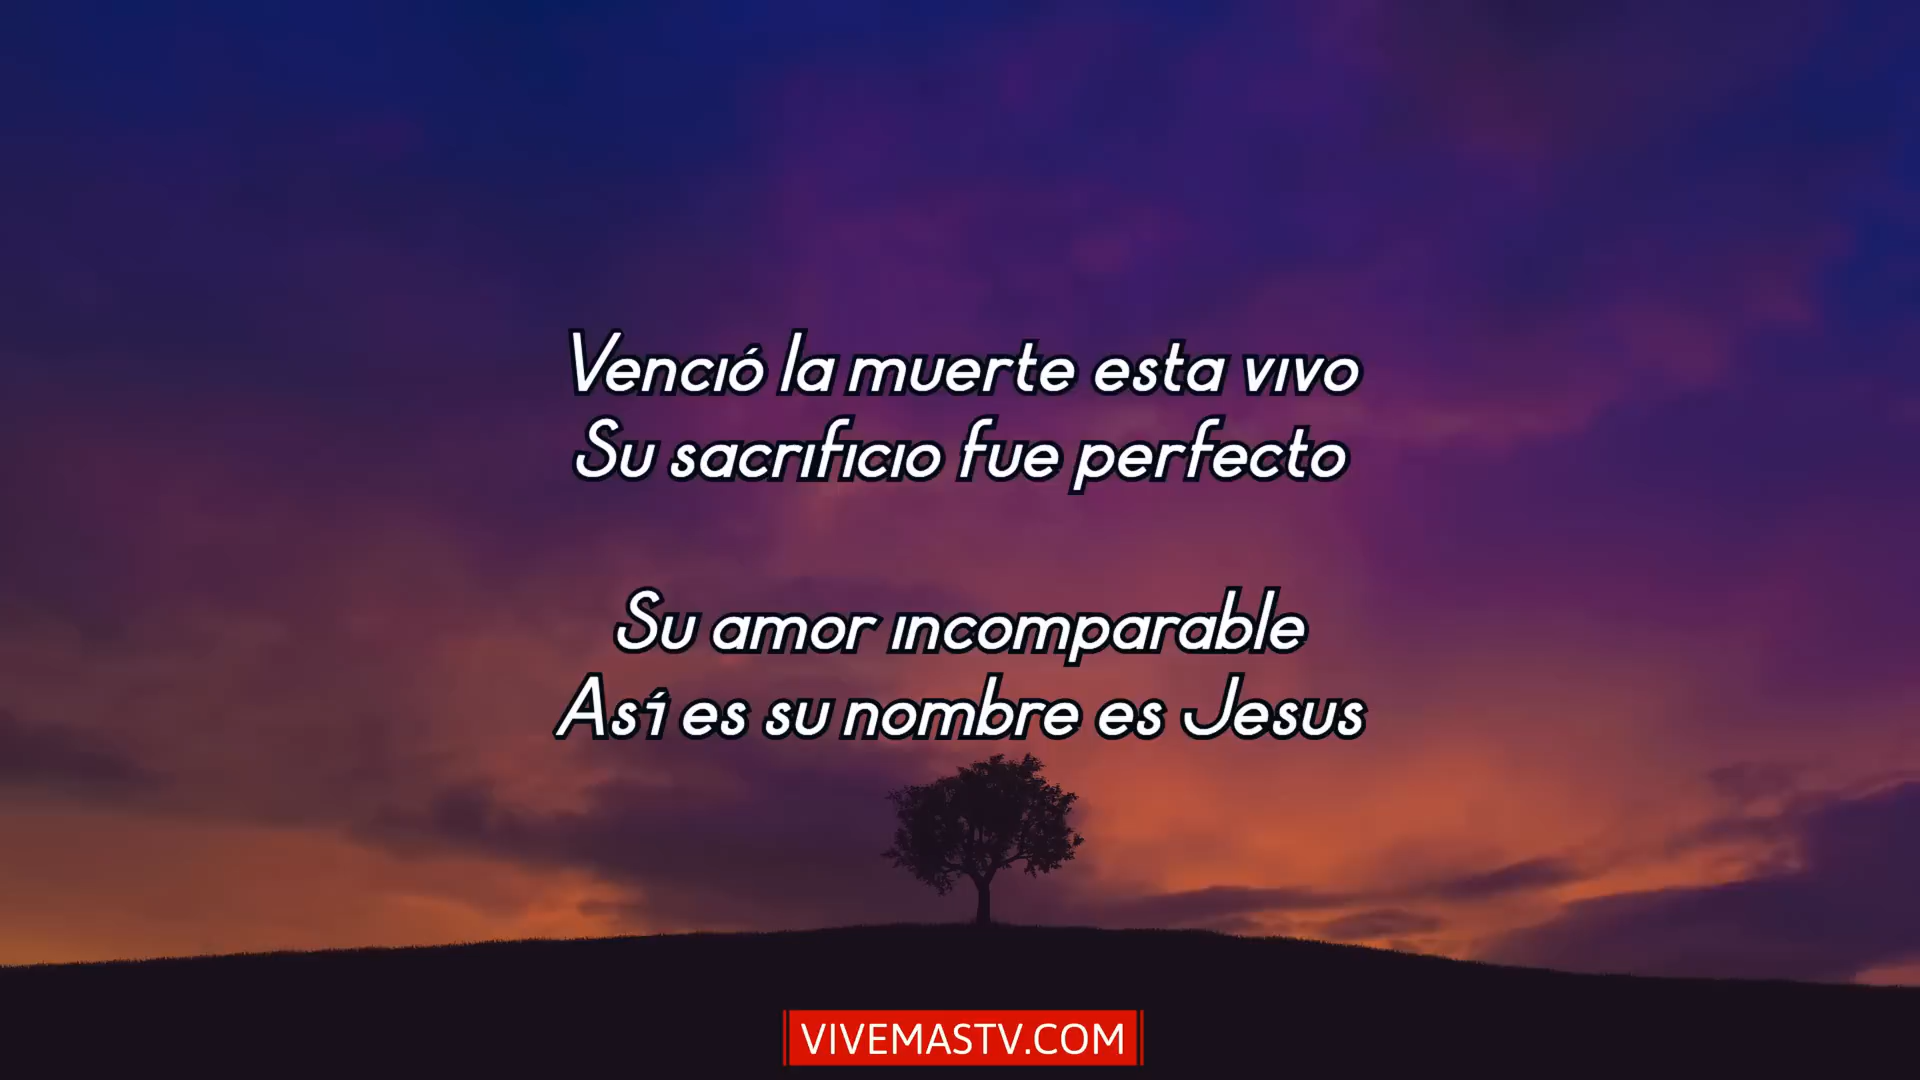 Venció la muerte esta vivo
Su sacrificio fue perfecto
Su amor incomparable
Así es su nombre es Jesus
VIVEMASTV.COM